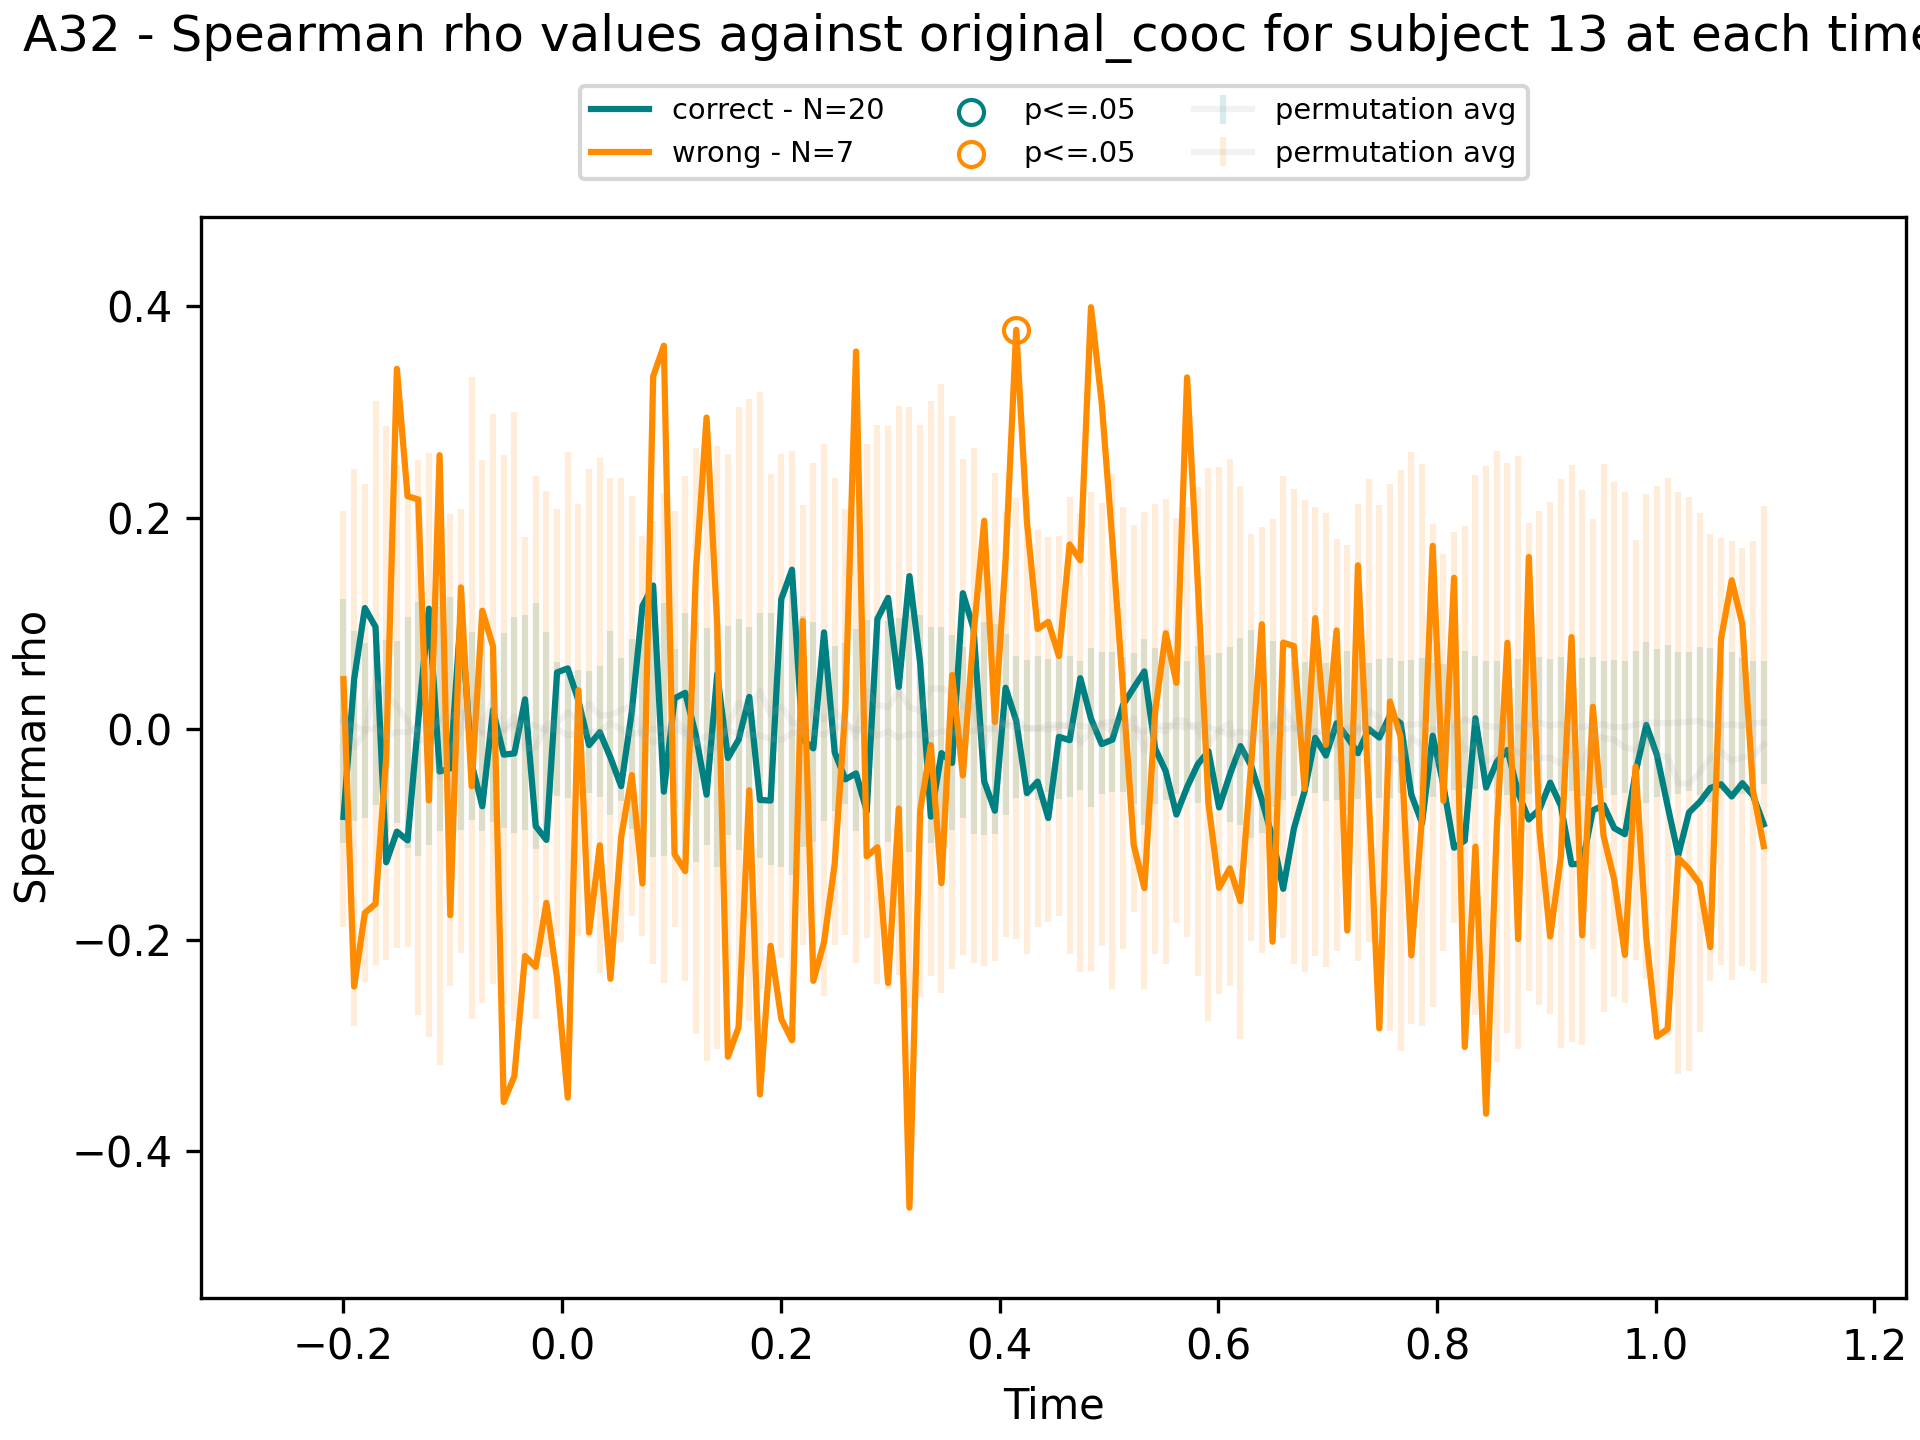 A32 - Spearman rho values against original_cooc for subject 13 at each time
correct - N=20 p<=.05 permutation avg
wrong - N=7 p<=.05 permutation avg
0.4
0.2
0.0
−0.2
−0.4
Spearman rho
−0.2 0.0 0.2 0.4 0.6 0.8 1.0 1.2
Time